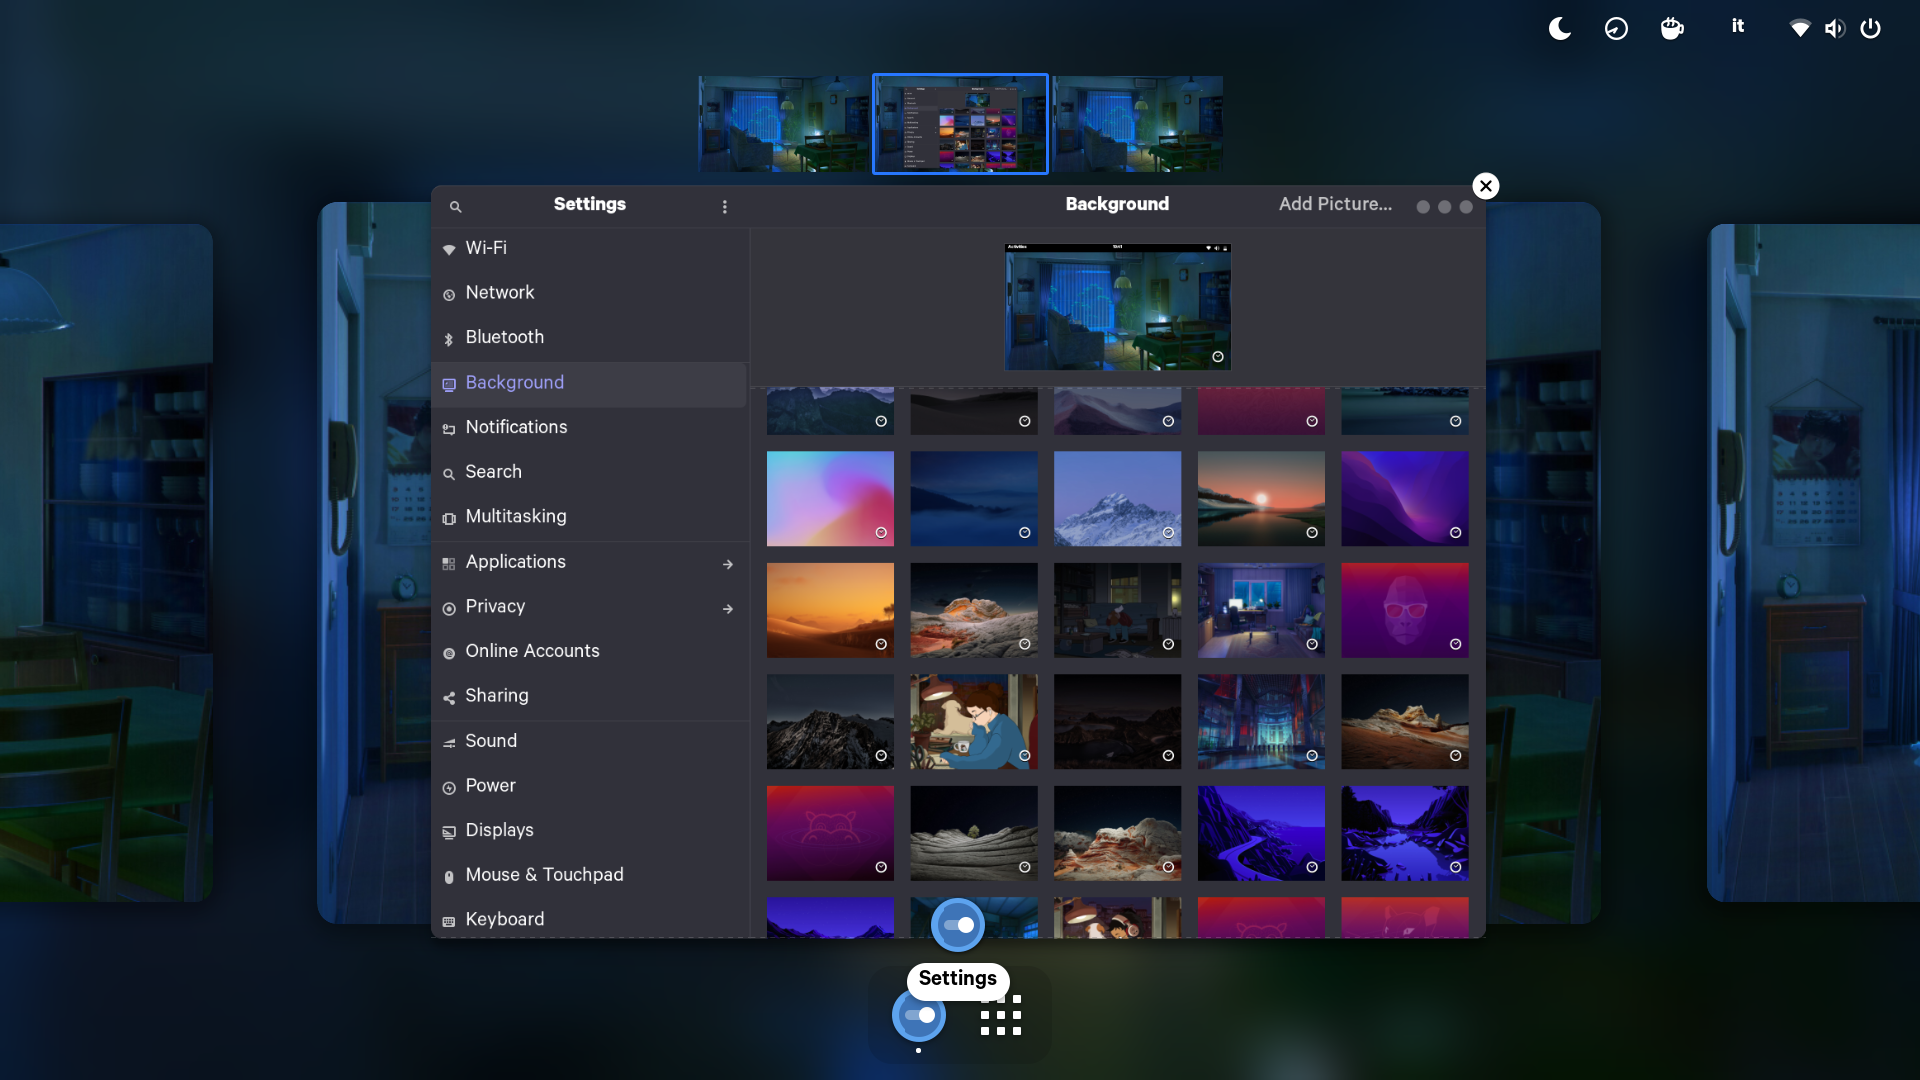 it
Settings
Background
Add Picture...
Wi-Fi
Network
Bluetooth
Background
Notifications
Search
Multitasking
Applications
Privacy
Online Accounts
Sharing
Sound
Power
Displays
Mouse & Touchpad
Keyboard
Activities
Settings